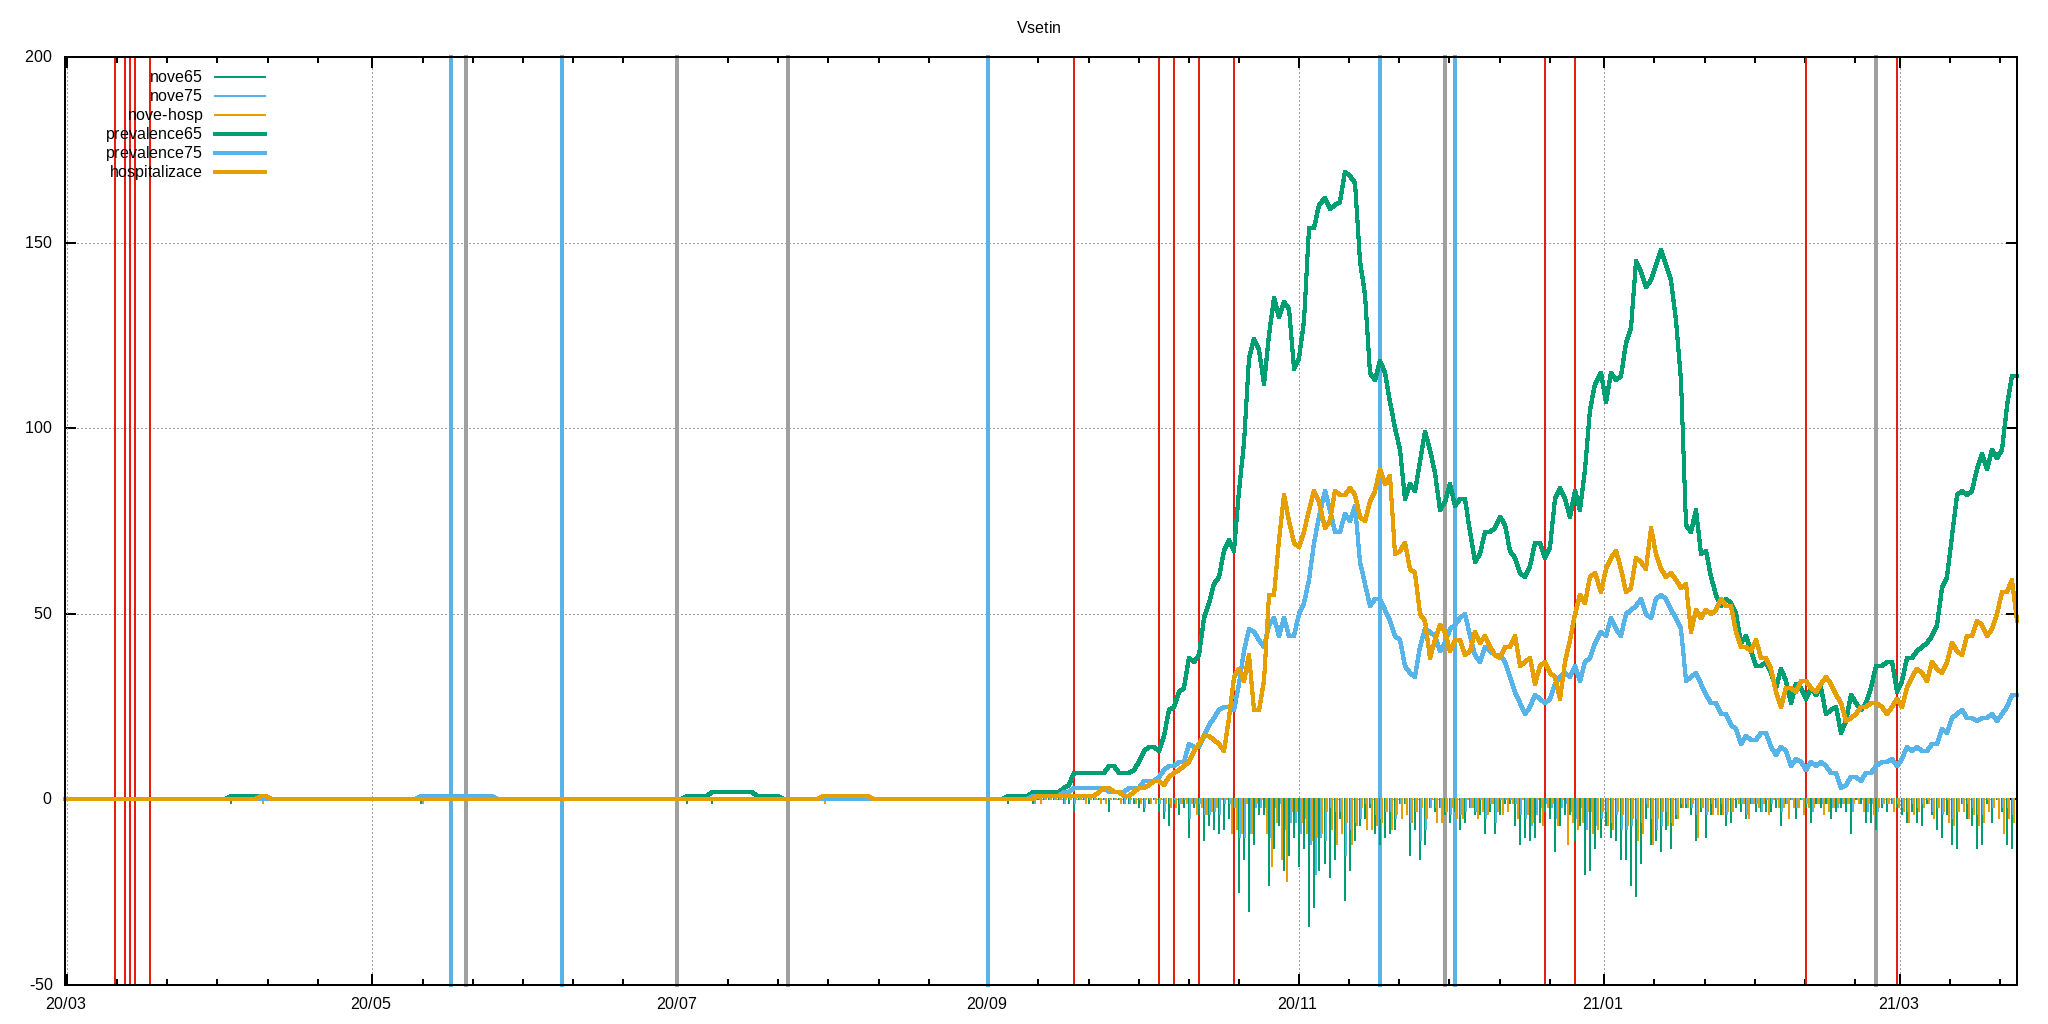 Vsetin
200
150
100
50
0
-50
nove65
nove75
nove-hosp
prevalence65
prevalence75
hospitalizace
20/03 20/05 20/07 20/09 20/11 21/01 21/03